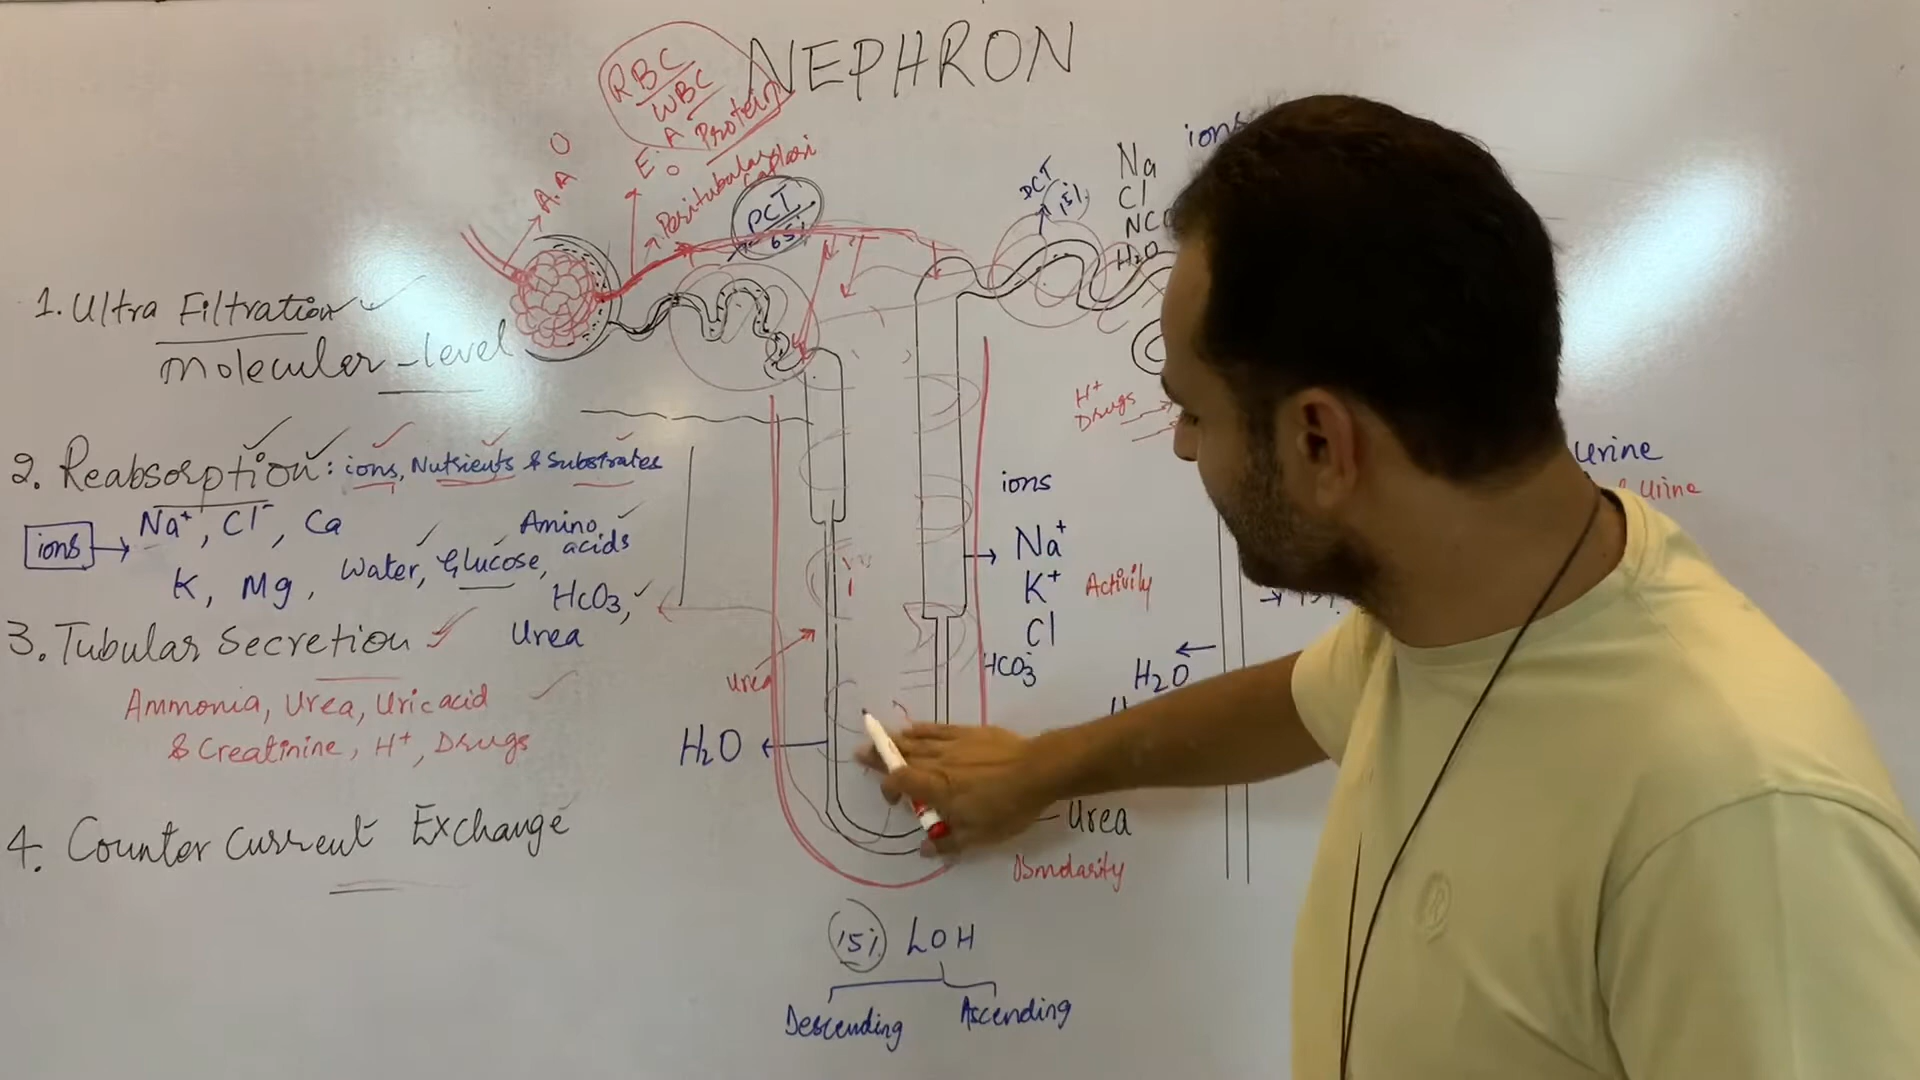 NEPHRON
RBC
WBC
Protein
A.A
E.A
Peritubular
PCT
65%
DCT
15%
ions
Na
Cl
H₂O
1. Ultra Filtration
Molecular-level
2. Reabsorption: ions, Nutrients & Substrates
ions → Na⁺, Cl⁻, Ca
K, Mg, Water, Glucose, Amino acids
HcO3,
Urea
3. Tubular Secretion
Ammonia, Urea, Uric acid
& Creatinine, H⁺, Drugs
4. Counter Current Exchange
Urea
H₂O
H⁺
Drugs
ions
Na⁺
K⁺
Cl
HCO3⁻
Activity
Urea
Osmolarity
15% LOH
Descending
Ascending
Urine
Urine
H₂O